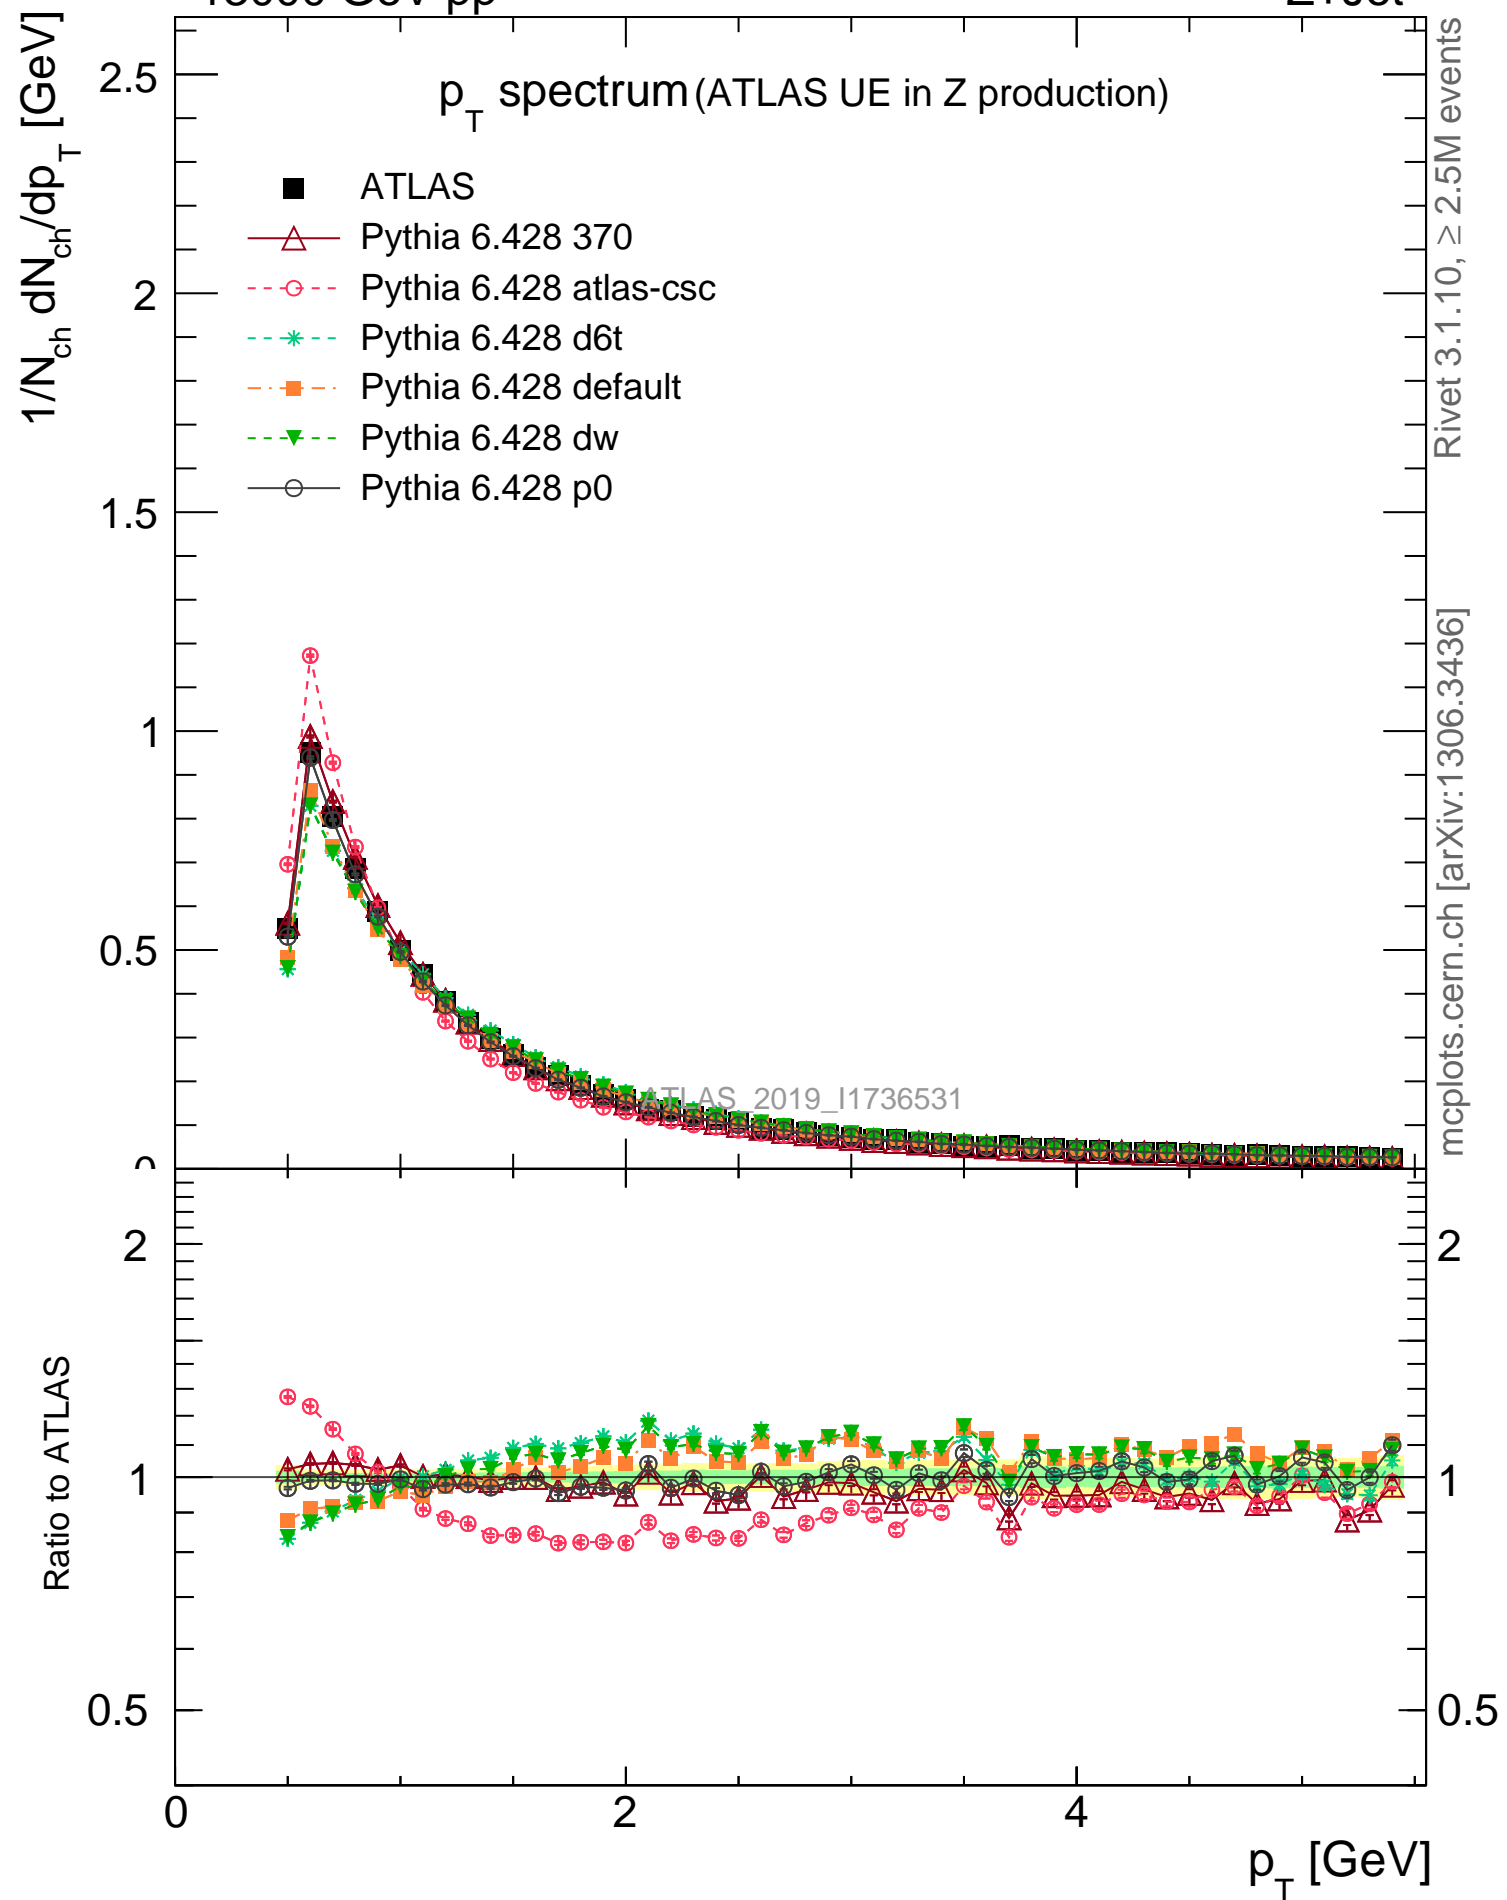 p_T spectrum (ATLAS UE in Z production)
1/N_ch dN_ch/dp_T [GeV]
ATLAS
Pythia 6.428 370
Pythia 6.428 atlas-csc
Pythia 6.428 d6t
Pythia 6.428 default
Pythia 6.428 dw
Pythia 6.428 p0
2.5
2
1.5
1
0.5
0
ATLAS_2019_I1736531
Rivet 3.1.10, ≥ 2.5M events
mcplots.cern.ch [arXiv:1306.3436]
Ratio to ATLAS
2
1
0.5
2
1
0.5
0
2
4
p_T [GeV]